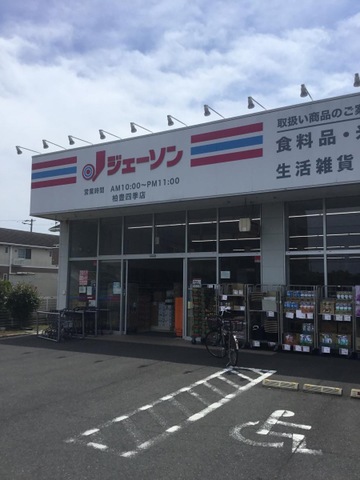 ジェーソン
営業時間 AM10:00〜PM11:00
柏豊四季店
取扱い商品のご案
食料品・
生活雑貨